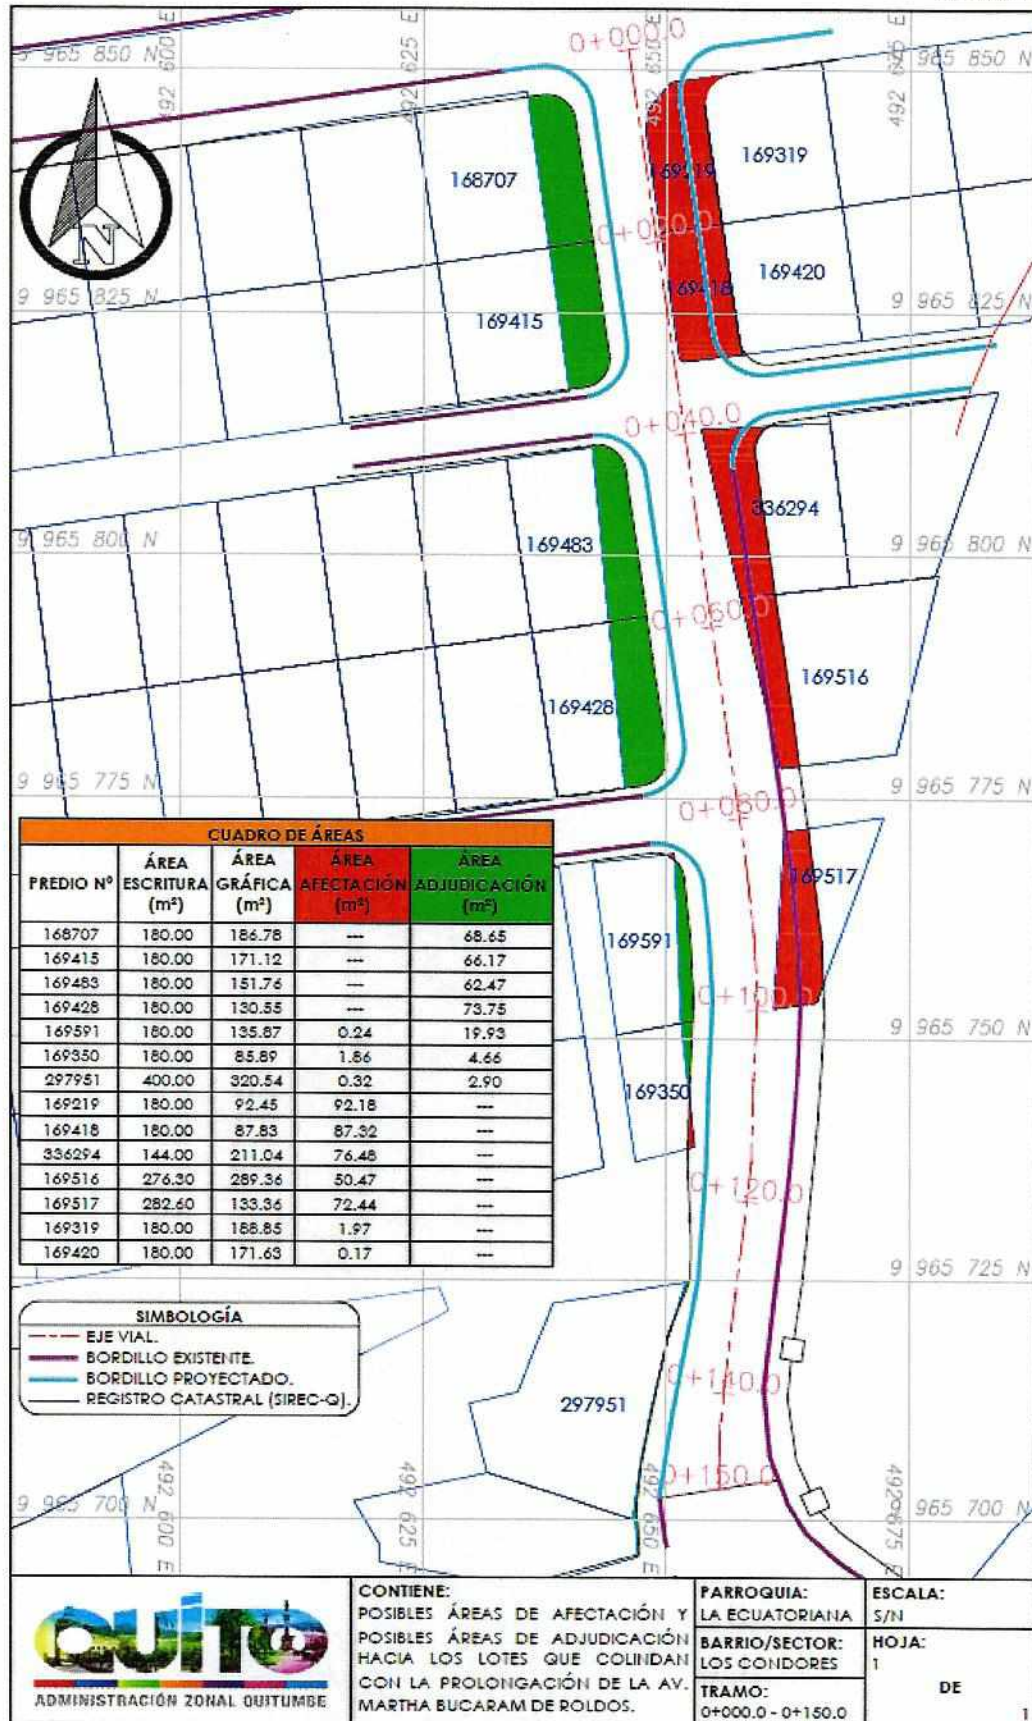 0+000.0
9 965 850 N
492 600 E
492 625 E
492 650 E
492 675 E
965 850 N
168707
169219
169319
0+020.0
169420
169418
9 965 825 N
169415
9 965 825 N
0+040.0
336294
9 965 800 N
169483
9 965 800 N
0+060.0
169516
169428
9 965 775 N
9 965 775 N
0+080.0
N
CUADRO DE ÁREAS
PREDIO Nº ÁREA ESCRITURA (m²) ÁREA GRÁFICA (m²) ÁREA AFECTACIÓN (m²) ÁREA ADJUDICACIÓN (m²)
168707 180.00 186.78 --- 68.65
169415 180.00 171.12 --- 66.17
169483 180.00 151.76 --- 62.47
169428 180.00 130.55 --- 73.75
169591 180.00 135.87 0.24 19.93
169350 180.00 85.89 1.86 4.66
297951 400.00 320.54 0.32 2.90
169219 180.00 92.45 92.18 ---
169418 180.00 87.83 87.32 ---
336294 144.00 211.04 76.48 ---
169516 276.30 289.36 50.47 ---
169517 282.60 133.36 72.44 ---
169319 180.00 188.85 1.97 ---
169420 180.00 171.63 0.17 ---
169517
169591
0+100.0
9 965 750 N
169350
0+120.0
9 965 725 N
SIMBOLOGÍA
EJE VIAL.
BORDILLO EXISTENTE.
BORDILLO PROYECTADO.
REGISTRO CATASTRAL (SIREC-Q).
0+140.0
297951
0+150.0
9 965 700 N
492 600 E
492 625 E
492 650 E
492 675 E
965 700 N
QUITO
ADMINISTRACIÓN ZONAL QUITUMBE
CONTIENE:
POSIBLES ÁREAS DE AFECTACIÓN Y
POSIBLES ÁREAS DE ADJUDICACIÓN
HACIA LOS LOTES QUE COLINDAN
CON LA PROLONGACIÓN DE LA AV.
MARTHA BUCARAM DE ROLDOS.
PARROQUIA:
LA ECUATORIANA
BARRIO/SECTOR:
LOS CONDORES
TRAMO:
0+000.0 - 0+150.0
ESCALA:
S/N
HOJA:
1
DE
1